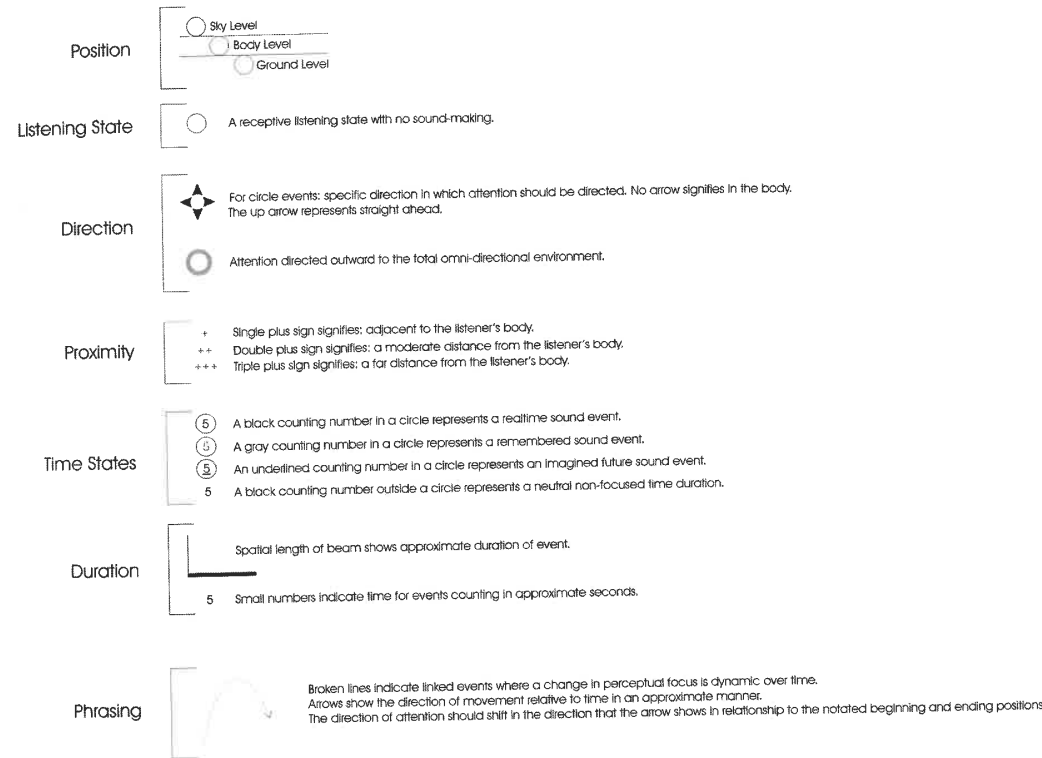 Position
Sky Level
Body Level
Ground Level
Listening State
A receptive listening state with no sound-making.
Direction
For circle events: specific direction in which attention should be directed. No arrow signifies in the body.
The up arrow represents straight ahead.
Attention directed outward to the total omni-directional environment.
Proximity
+ Single plus sign signifies: adjacent to the listener's body.
++ Double plus sign signifies: a moderate distance from the listener's body.
+++ Triple plus sign signifies: a far distance from the listener's body.
Time States
5 A black counting number in a circle represents a realtime sound event.
5 A gray counting number in a circle represents a remembered sound event.
5 An underlined counting number in a circle represents an imagined future sound event.
5 A black counting number outside a circle represents a neutral non-focused time duration.
Duration
Spatial length of beam shows approximate duration of event.
5 Small numbers indicate time for events counting in approximate seconds.
Phrasing
Broken lines indicate linked events where a change in perceptual focus is dynamic over time.
Arrows show the direction of movement relative to time in an approximate manner.
The direction of attention should shift in the direction that the arrow shows in relationship to the notated beginning and ending positions